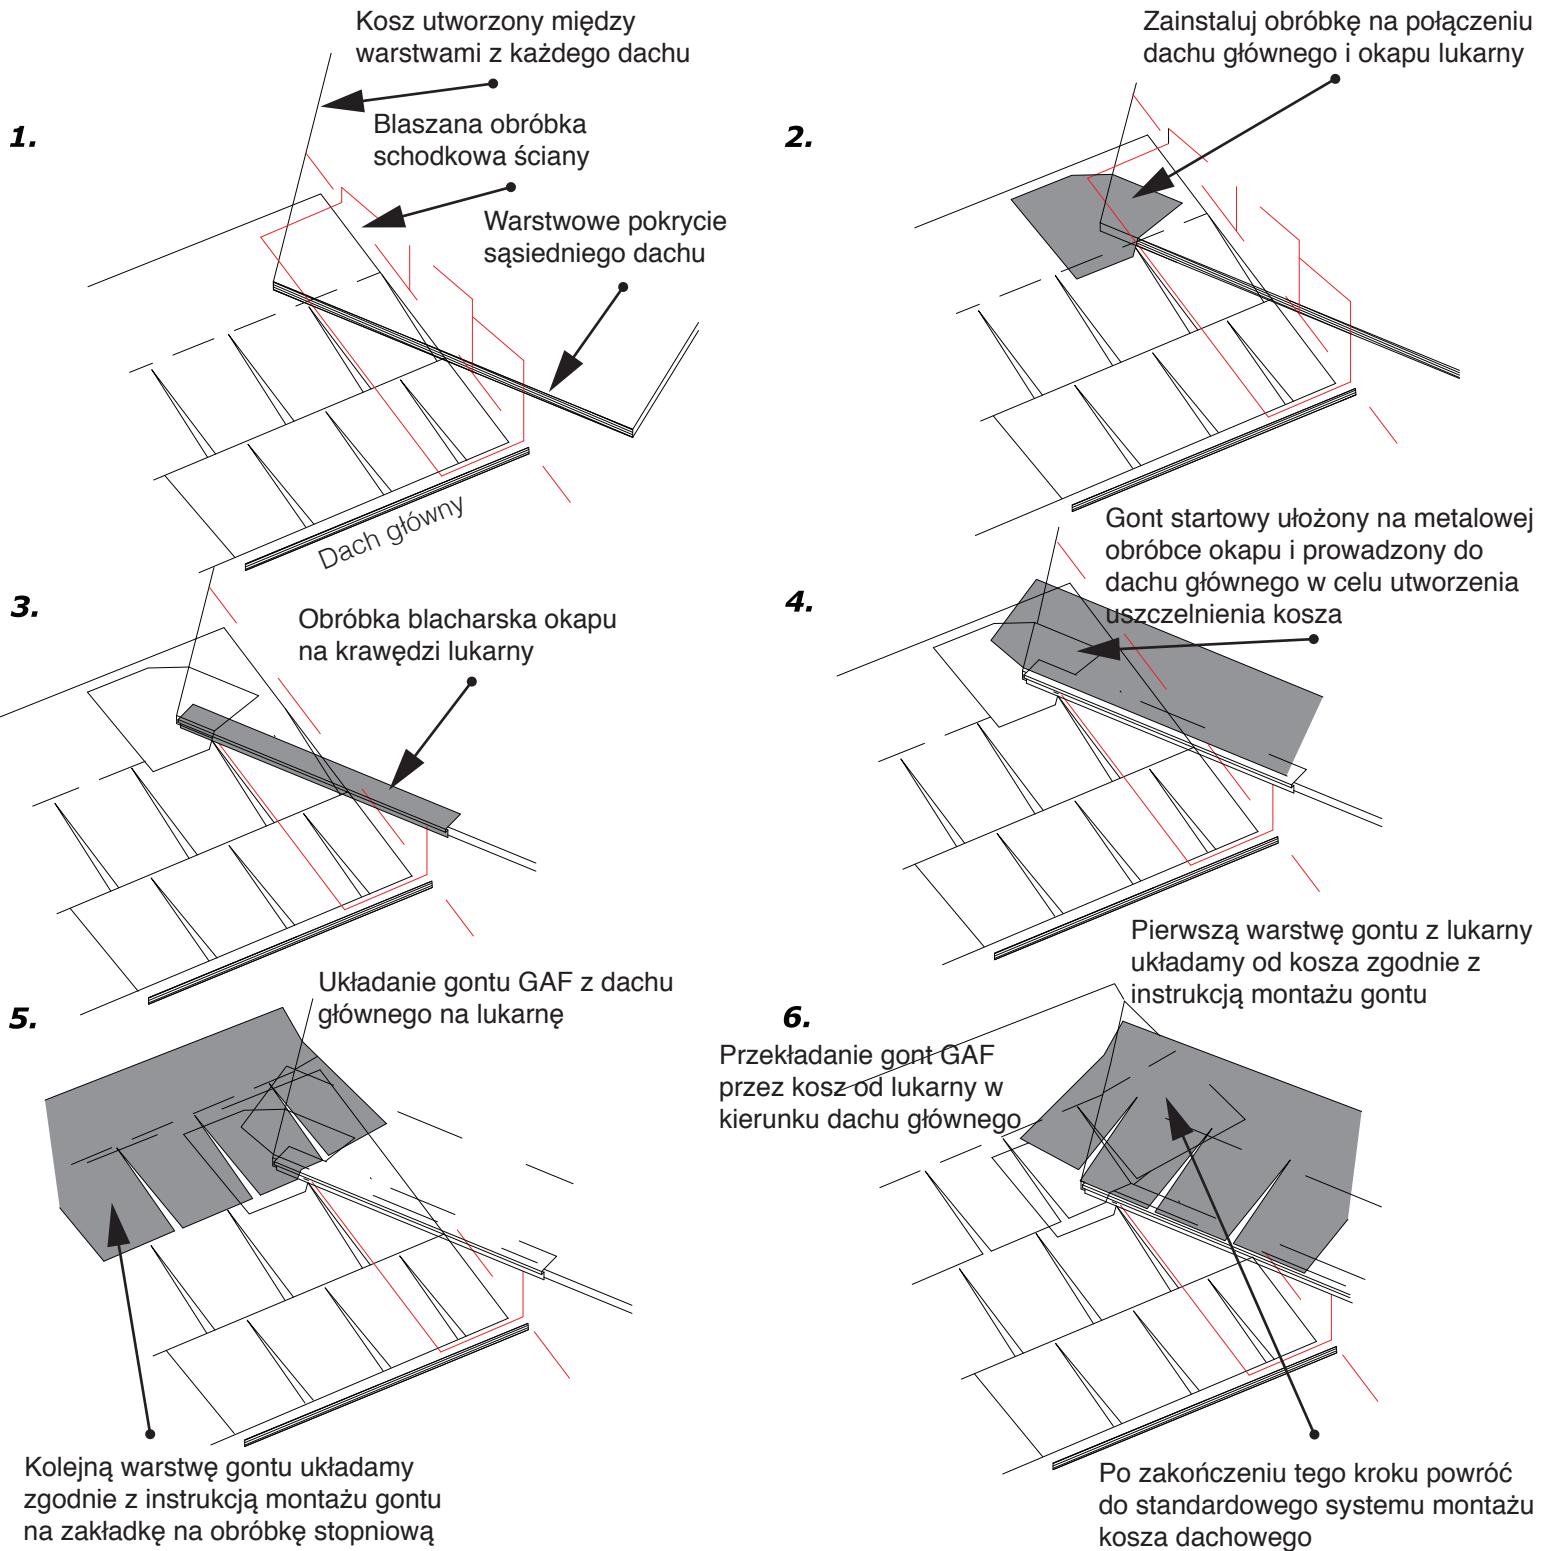 1.
Kosz utworzony między
warstwami z każdego dachu
Blaszana obróbka
schodkowa ściany
Warstwowe pokrycie
sąsiedniego dachu
Dach główny
2.
Zainstaluj obróbkę na połączeniu
dachu głównego i okapu lukarny
3.
Obróbka blacharska okapu
na krawędzi lukarny
4.
Gont startowy ułożony na metalowej
obróbce okapu i prowadzony do
dachu głównego w celu utworzenia
uszczelnienia kosza
5.
Układanie gontu GAF z dachu
głównego na lukarnę
Kolejną warstwę gontu układamy
zgodnie z instrukcją montażu gontu
na zakładkę na obróbkę stopniową
6.
Pierwszą warstwę gontu z lukarny
układamy od kosza zgodnie z
instrukcją montażu gontu
Przekładanie gont GAF
przez kosz od lukarny w
kierunku dachu głównego
Po zakończeniu tego kroku powróć
do standardowego systemu montażu
kosza dachowego